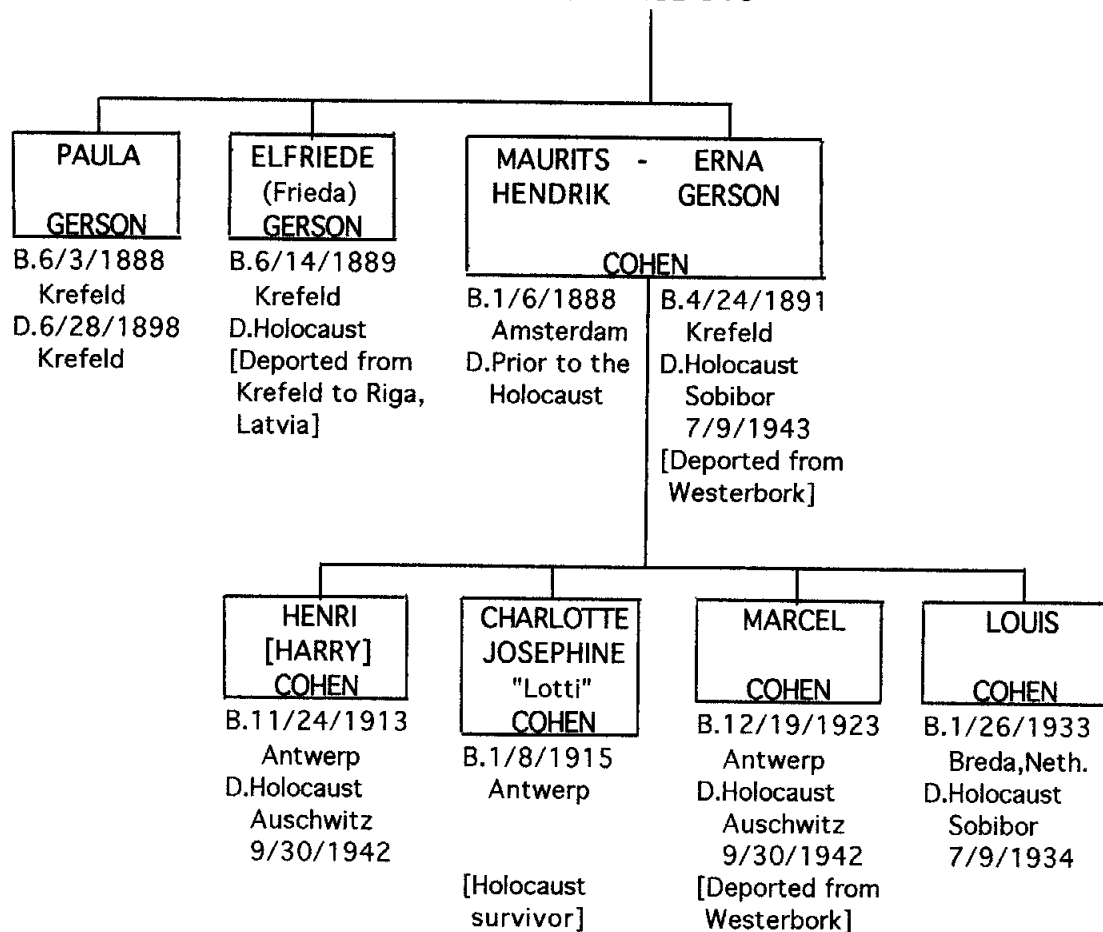 PAULA
GERSON
B.6/3/1888
Krefeld
D.6/28/1898
Krefeld
ELFRIEDE
(Frieda)
GERSON
B.6/14/1889
Krefeld
D.Holocaust
[Deported from
Krefeld to Riga,
Latvia]
MAURITS - ERNA
HENDRIK GERSON
COHEN
B.1/6/1888
Amsterdam
D.Prior to the
Holocaust
B.4/24/1891
Krefeld
D.Holocaust
Sobibor
7/9/1943
[Deported from
Westerbork]
HENRI
[HARRY]
COHEN
B.11/24/1913
Antwerp
D.Holocaust
Auschwitz
9/30/1942
CHARLOTTE
JOSEPHINE
"Lotti"
COHEN
B.1/8/1915
Antwerp
[Holocaust
survivor]
MARCEL
COHEN
B.12/19/1923
Antwerp
D.Holocaust
Auschwitz
9/30/1942
[Deported from
Westerbork]
LOUIS
COHEN
B.1/26/1933
Breda,Neth.
D.Holocaust
Sobibor
7/9/1934